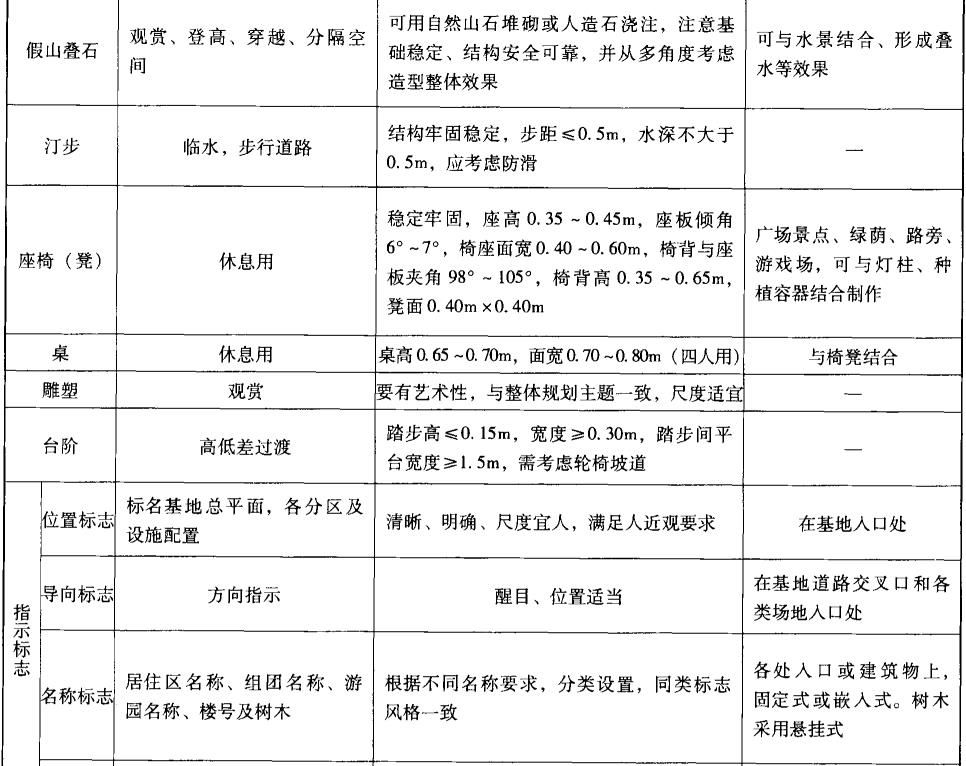 假山叠石
观赏、登高、穿越、分隔空
间
可用自然山石堆砌或人造石浇注，注意基
础稳定、结构安全可靠，并从多角度考虑
造型整体效果
可与水景结合、形成叠
水等效果
汀步
临水，步行道路
结构牢固稳定，步距≤0.5m，水深不大于
0.5m，应考虑防滑
—
座椅（凳）
休息用
稳定牢固，座高0.35～0.45m，座板倾角
6°～7°，椅座面宽0.40～0.60m，椅背与座
板夹角98°～105°，椅背高0.35～0.65m，
凳面0.40m×0.40m
广场景点、绿荫、路旁、
游戏场，可与灯柱、种
植容器结合制作
桌
休息用
桌高0.65～0.70m，面宽0.70～0.80m（四人用）
与椅凳结合
雕塑
观赏
要有艺术性，与整体规划主题一致，尺度适宜
—
台阶
高低差过渡
踏步高≤0.15m，宽度≥0.30m，踏步间平
台宽度≥1.5m，需考虑轮椅坡道
—
指示标志
位置标志
标名基地总平面，各分区及
设施配置
清晰、明确、尺度宜人，满足人近观要求
在基地入口处
导向标志
方向指示
醒目、位置适当
在基地道路交叉口和各
类场地入口处
名称标志
居住区名称、组团名称、游
园名称、楼号及树木
根据不同名称要求，分类设置，同类标志
风格一致
各处入口或建筑物上，
固定式或嵌入式。树木
采用悬挂式